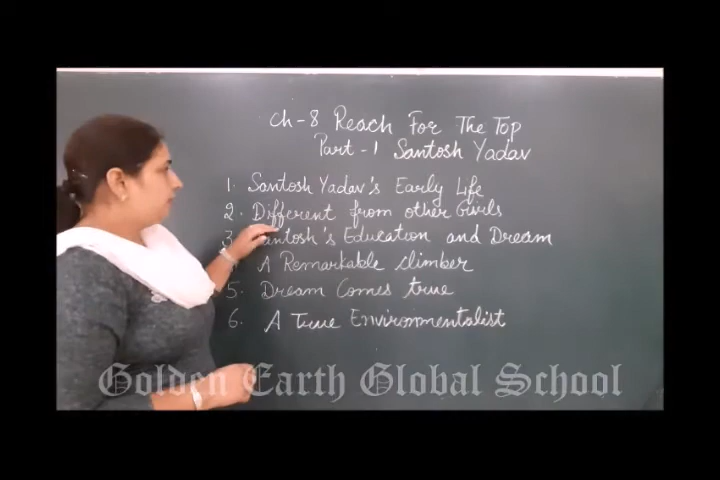 Ch-8 Reach For The Top
Part-1 Santosh Yadav
1. Santosh Yadav's Early Life
2. Different from other Girls
3. Santosh's Education and Dream
A Remarkable climber
5. Dream Comes true
6. A True Environmentalist
Golden Earth Global School